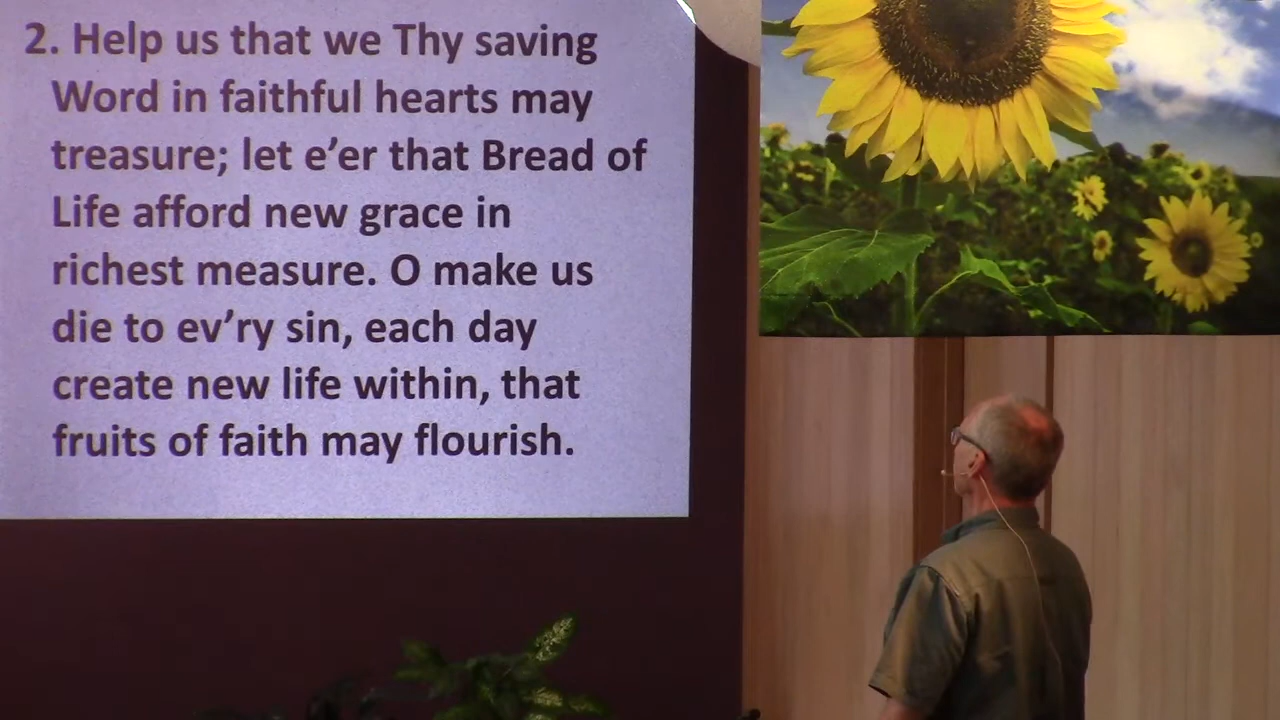 2. Help us that we Thy saving
Word in faithful hearts may
treasure; let e’er that Bread of
Life afford new grace in
richest measure. O make us
die to ev’ry sin, each day
create new life within, that
fruits of faith may flourish.